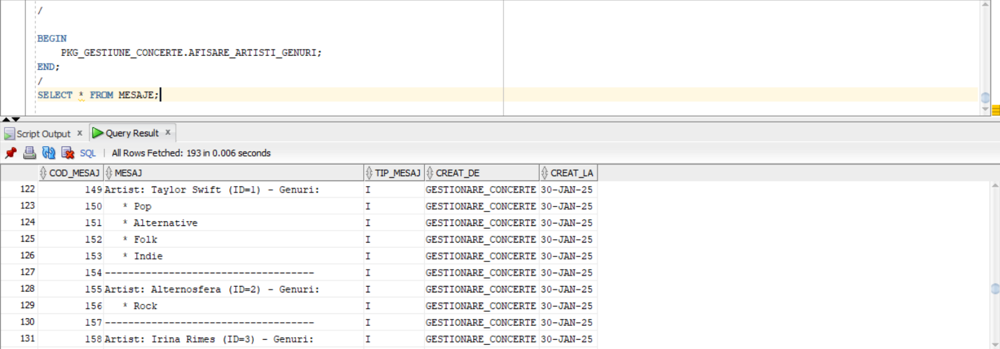 /
BEGIN
PKG_GESTIUNE_CONCERTE.AFISARE_ARTISTI_GENURI;
END;
/
SELECT * FROM MESAJE;
Script Output x Query Result x
SQL | All Rows Fetched: 193 in 0.006 seconds
COD_MESAJ MESAJ TIP_MESAJ CREAT_DE CREAT_LA
122 149 Artist: Taylor Swift (ID=1) - Genuri: I GESTIONARE_CONCERTE 30-JAN-25
123 150 * Pop I GESTIONARE_CONCERTE 30-JAN-25
124 151 * Alternative I GESTIONARE_CONCERTE 30-JAN-25
125 152 * Folk I GESTIONARE_CONCERTE 30-JAN-25
126 153 * Indie I GESTIONARE_CONCERTE 30-JAN-25
127 154 ------------------------------------ I GESTIONARE_CONCERTE 30-JAN-25
128 155 Artist: Alternosfera (ID=2) - Genuri: I GESTIONARE_CONCERTE 30-JAN-25
129 156 * Rock I GESTIONARE_CONCERTE 30-JAN-25
130 157 ------------------------------------ I GESTIONARE_CONCERTE 30-JAN-25
131 158 Artist: Irina Rimes (ID=3) - Genuri: I GESTIONARE_CONCERTE 30-JAN-25